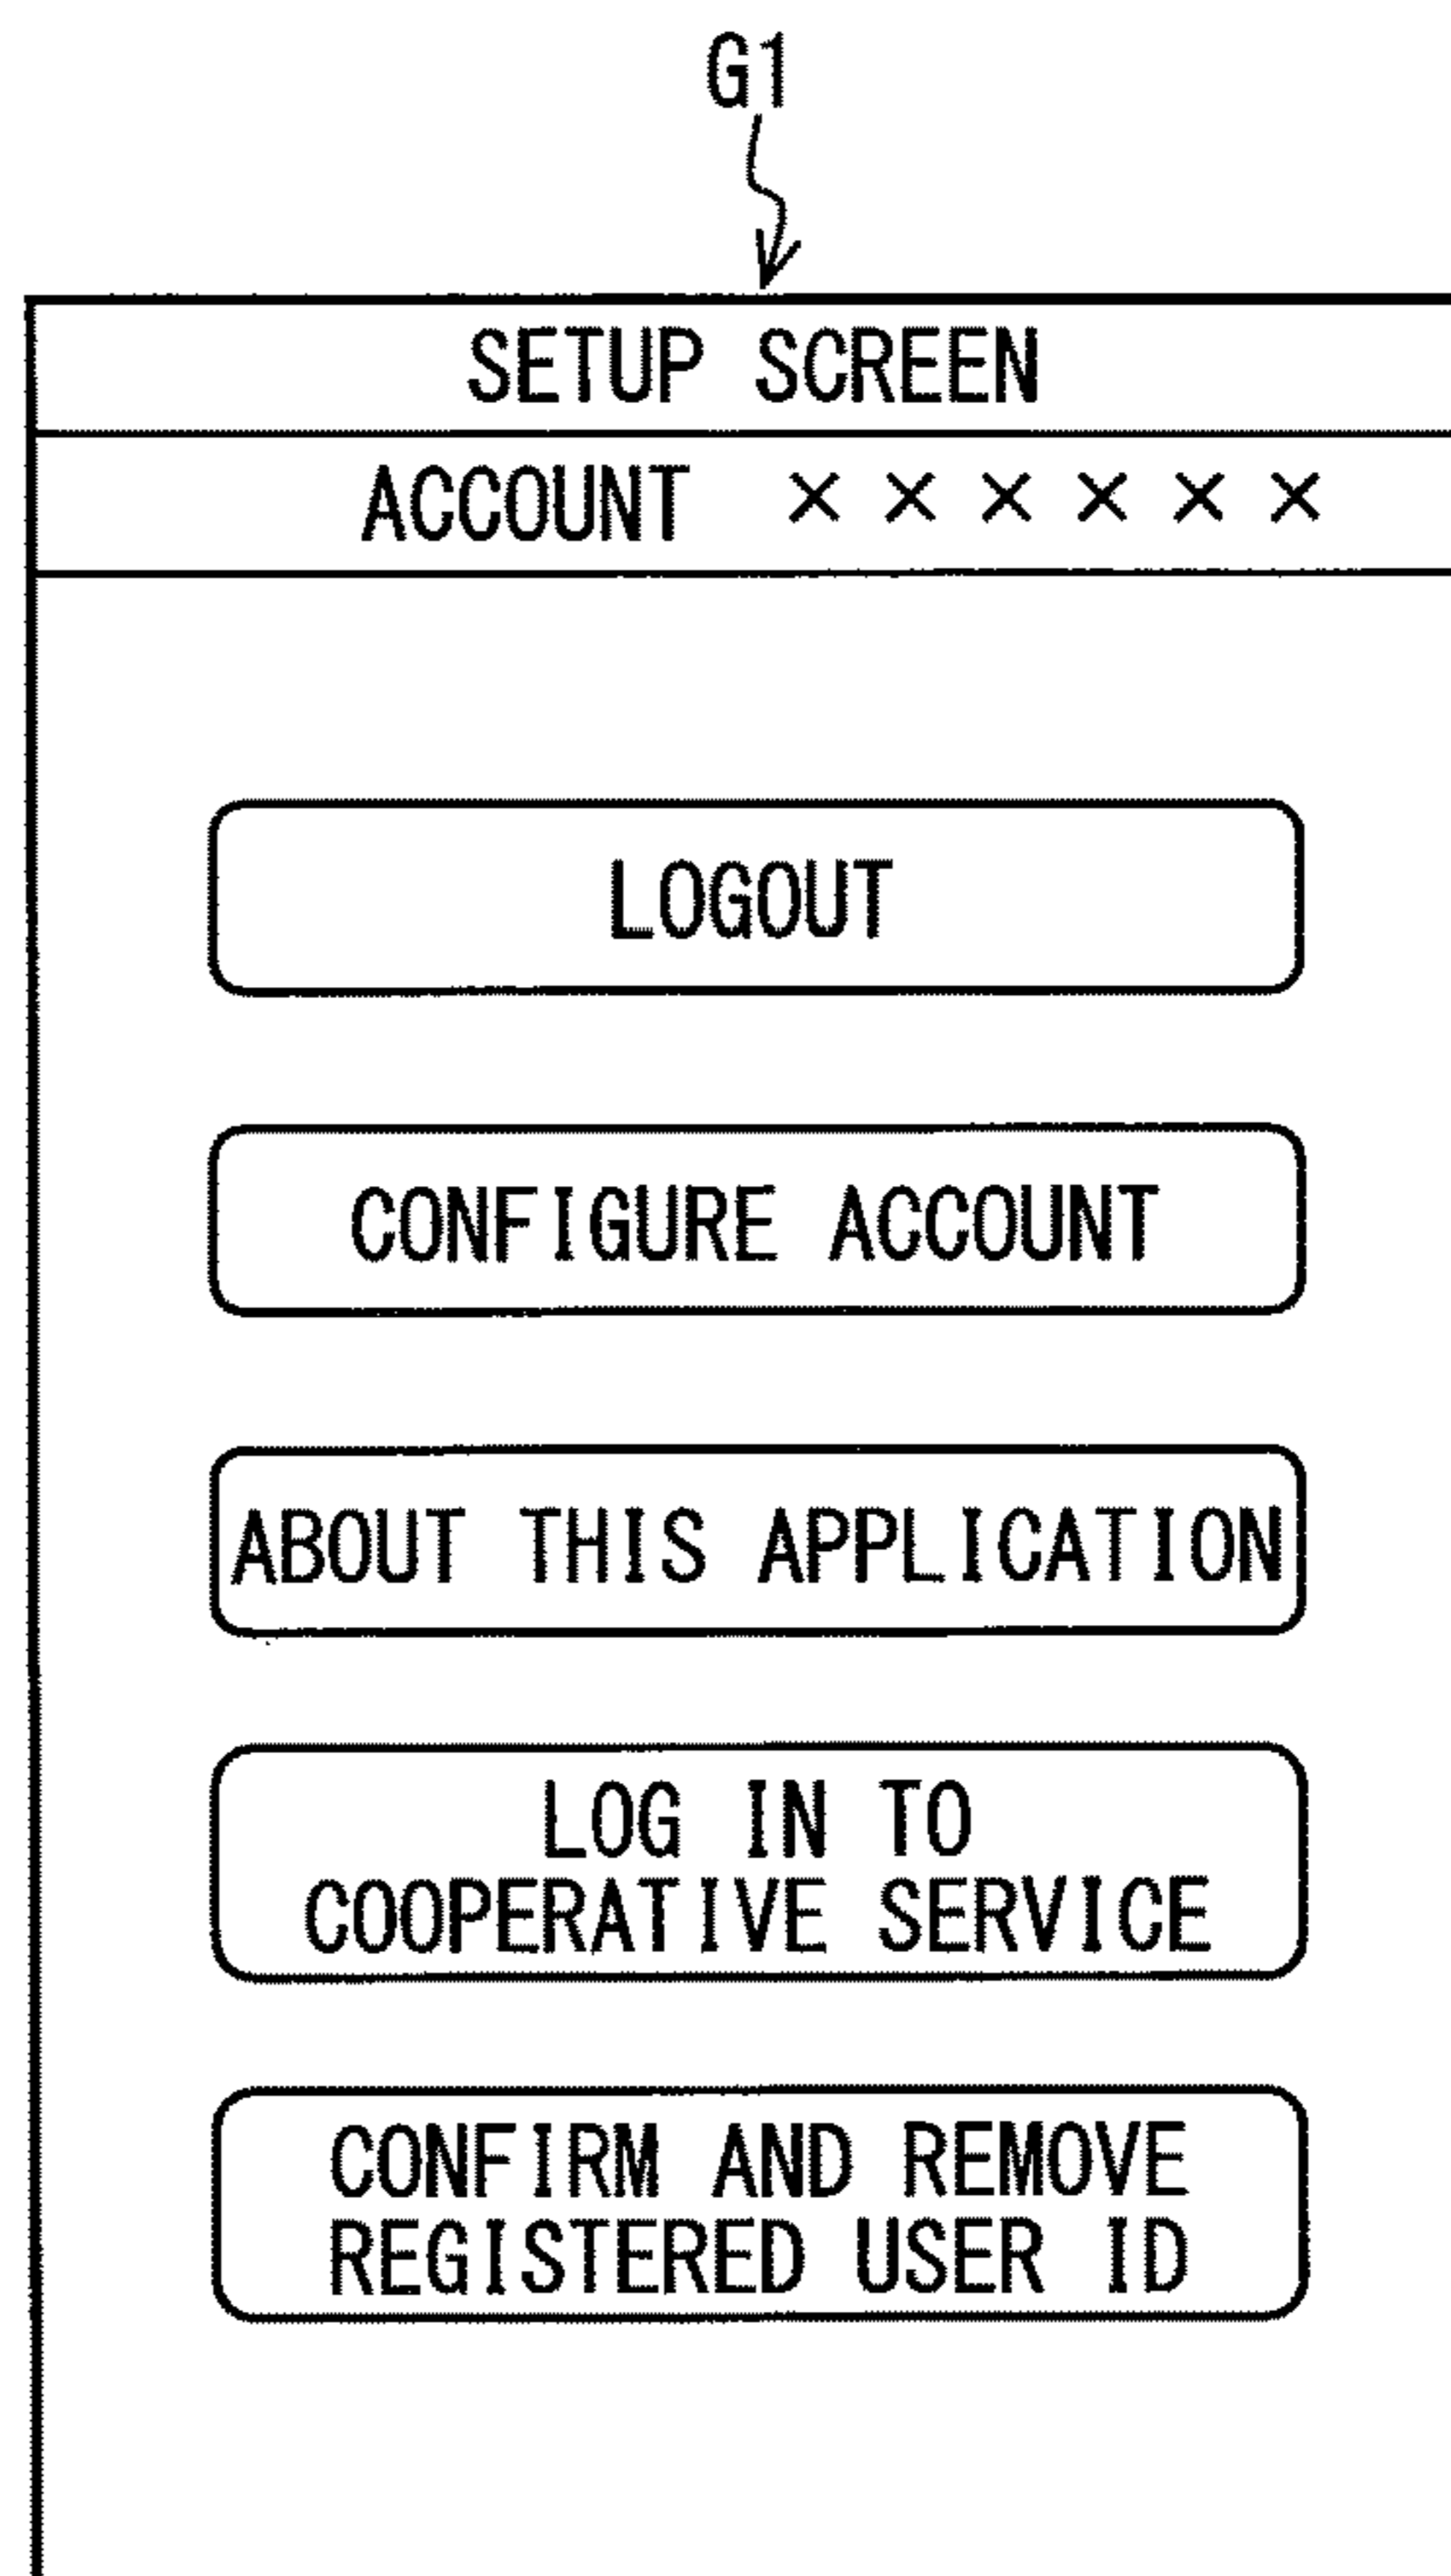 G1
SETUP SCREEN
ACCOUNT × × × × × ×
LOGOUT
CONFIGURE ACCOUNT
ABOUT THIS APPLICATION
LOG IN TO
COOPERATIVE SERVICE
CONFIRM AND REMOVE
REGISTERED USER ID